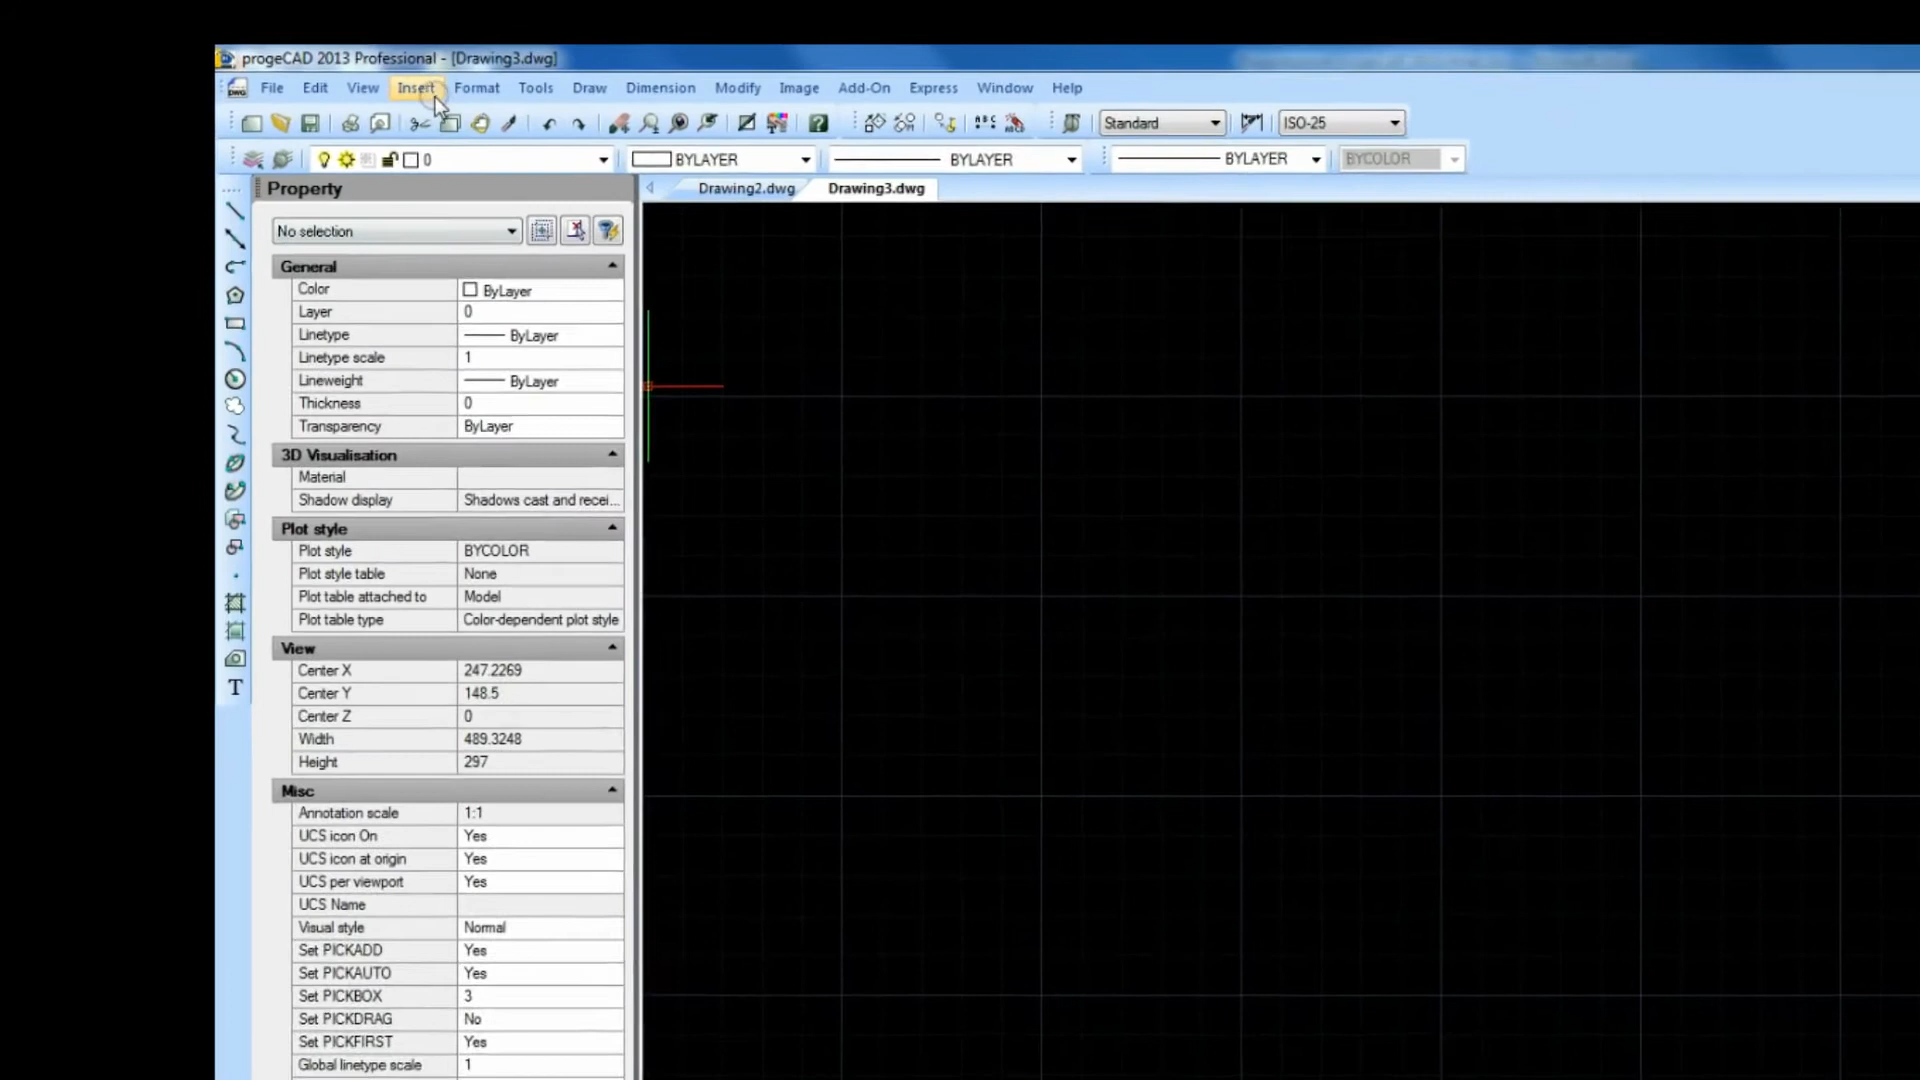 progeCAD 2013 Professional - [Drawing3.dwg]
File Edit View Insert Format Tools Draw Dimension Modify Image Add-On Express Window Help
Standard ISO-25
0 BYLAYER BYLAYER BYLAYER BYCOLOR
Property Drawing2.dwg Drawing3.dwg
No selection
General
Color ByLayer
Layer 0
Linetype ByLayer
Linetype scale 1
Lineweight ByLayer
Thickness 0
Transparency ByLayer
3D Visualisation
Material
Shadow display Shadows cast and recei...
Plot style
Plot style BYCOLOR
Plot style table None
Plot table attached to Model
Plot table type Color-dependent plot style
View
Center X 247.2269
Center Y 148.5
Center Z 0
Width 489.3248
Height 297
Misc
Annotation scale 1:1
UCS icon On Yes
UCS icon at origin Yes
UCS per viewport Yes
UCS Name
Visual style Normal
Set PICKADD Yes
Set PICKAUTO Yes
Set PICKBOX 3
Set PICKDRAG No
Set PICKFIRST Yes
Global linetype scale 1